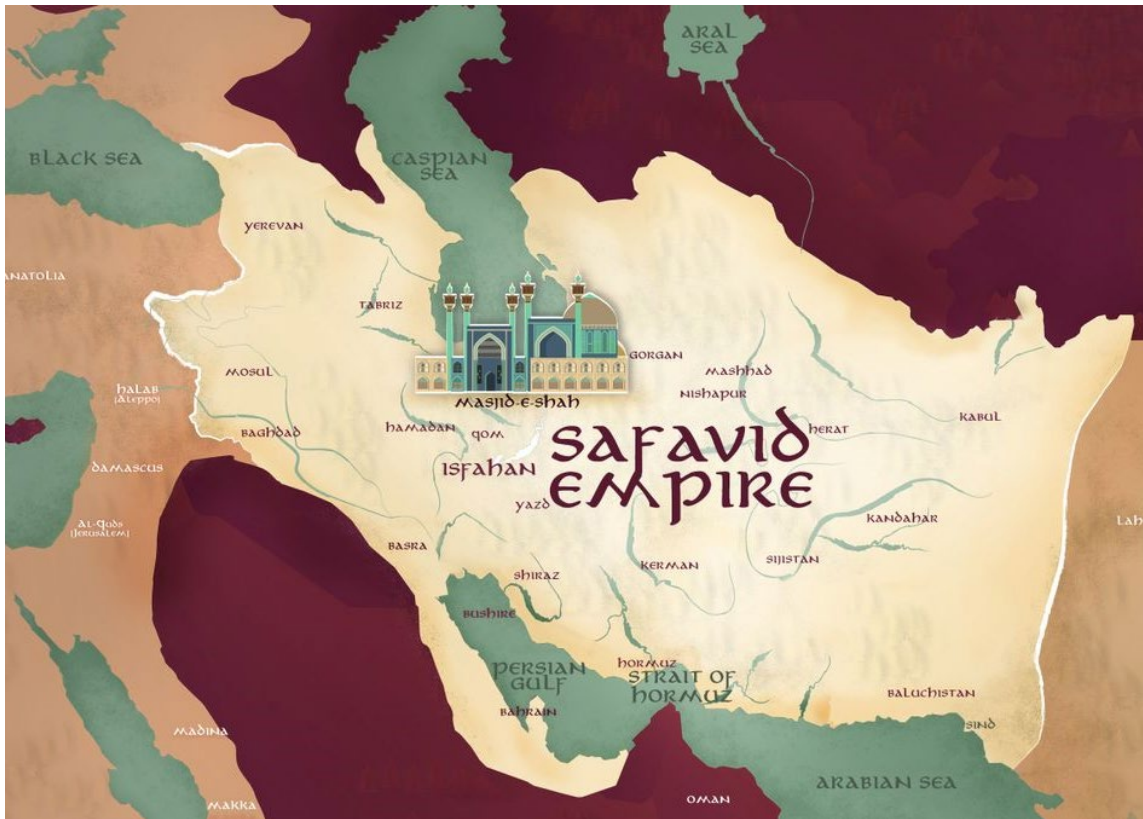 ARAL
SEA
BLACK SEA
CASPIAN
SEA
YEREVAN
ANATOLIA
TABRIZ
GORGAN
MOSUL
MASHHAD
HALAB
(ALEPPO)
NISHAPUR
MASJID-E-SHAH
KABUL
BAGHDAD
HAMADAN
QOM
HERAT
SAFAVID
EMPIRE
DAMASCUS
ISFAHAN
YAZD
AL-QUDS
(JERUSALEM)
KANDAHAR
LAH
BASRA
SIJISTAN
KERMAN
SHIRAZ
BUSHIRE
HORMUZ
PERSIAN
GULF
STRAIT OF
HORMUZ
BALUCHISTAN
BAHRAIN
SIND
MADINA
ARABIAN SEA
MAKKA
OMAN